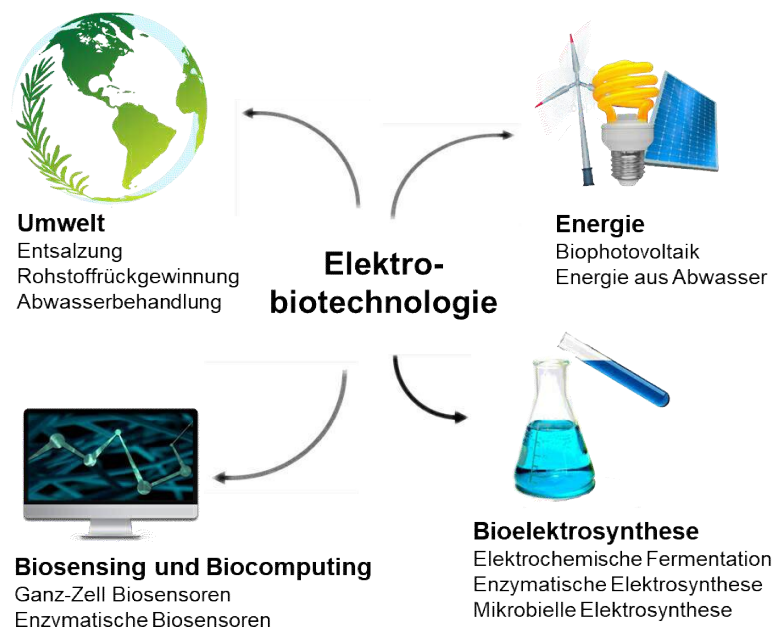 Umwelt
Entsalzung
Rohstoffrückgewinnung
Abwasserbehandlung
Energie
Biophotovoltaik
Energie aus Abwasser
Elektro-
biotechnologie
Biosensing und Biocomputing
Ganz-Zell Biosensoren
Enzymatische Biosensoren
Bioelektrosynthese
Elektrochemische Fermentation
Enzymatische Elektrosynthese
Mikrobielle Elektrosynthese